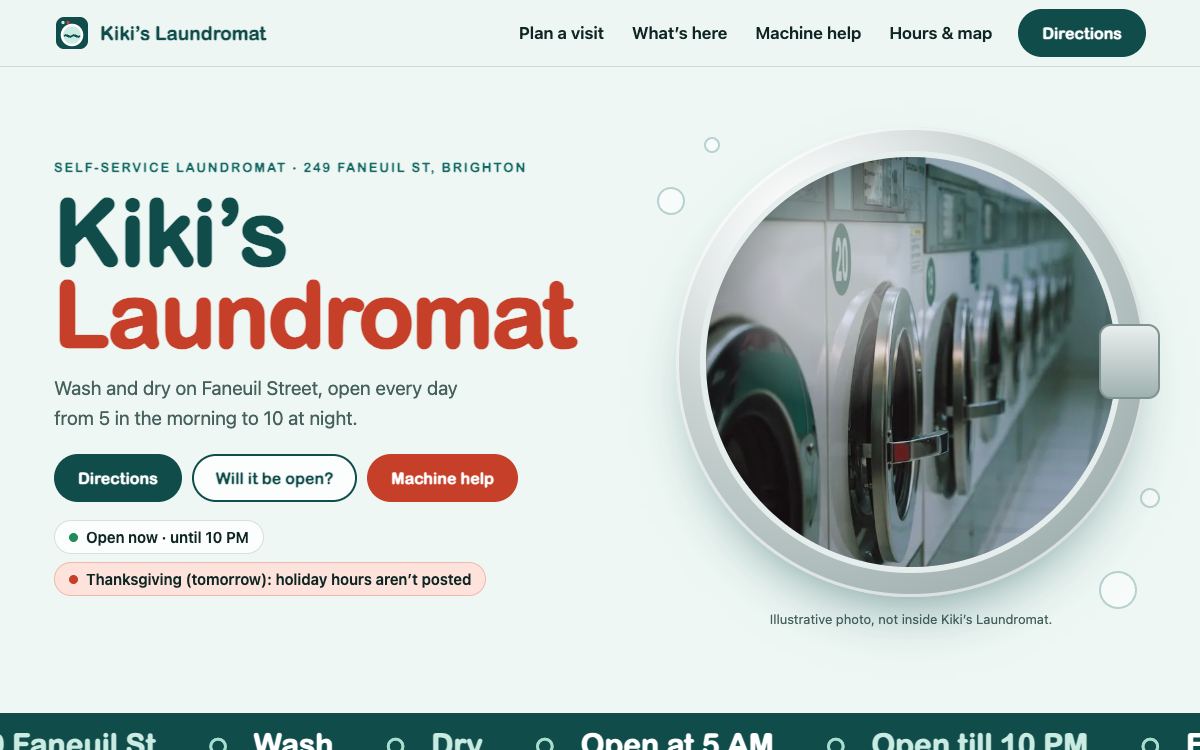 Kiki’s Laundromat
Plan a visit
What’s here
Machine help
Hours & map
Directions
SELF-SERVICE LAUNDROMAT · 249 FANEUIL ST, BRIGHTON
Kiki’s
Laundromat
Wash and dry on Faneuil Street, open every day
from 5 in the morning to 10 at night.
Directions
Will it be open?
Machine help
Open now · until 10 PM
Thanksgiving (tomorrow): holiday hours aren’t posted
20
Illustrative photo, not inside Kiki’s Laundromat.
Faneuil St
Wash
Dry
Open at 5 AM
Open till 10 PM